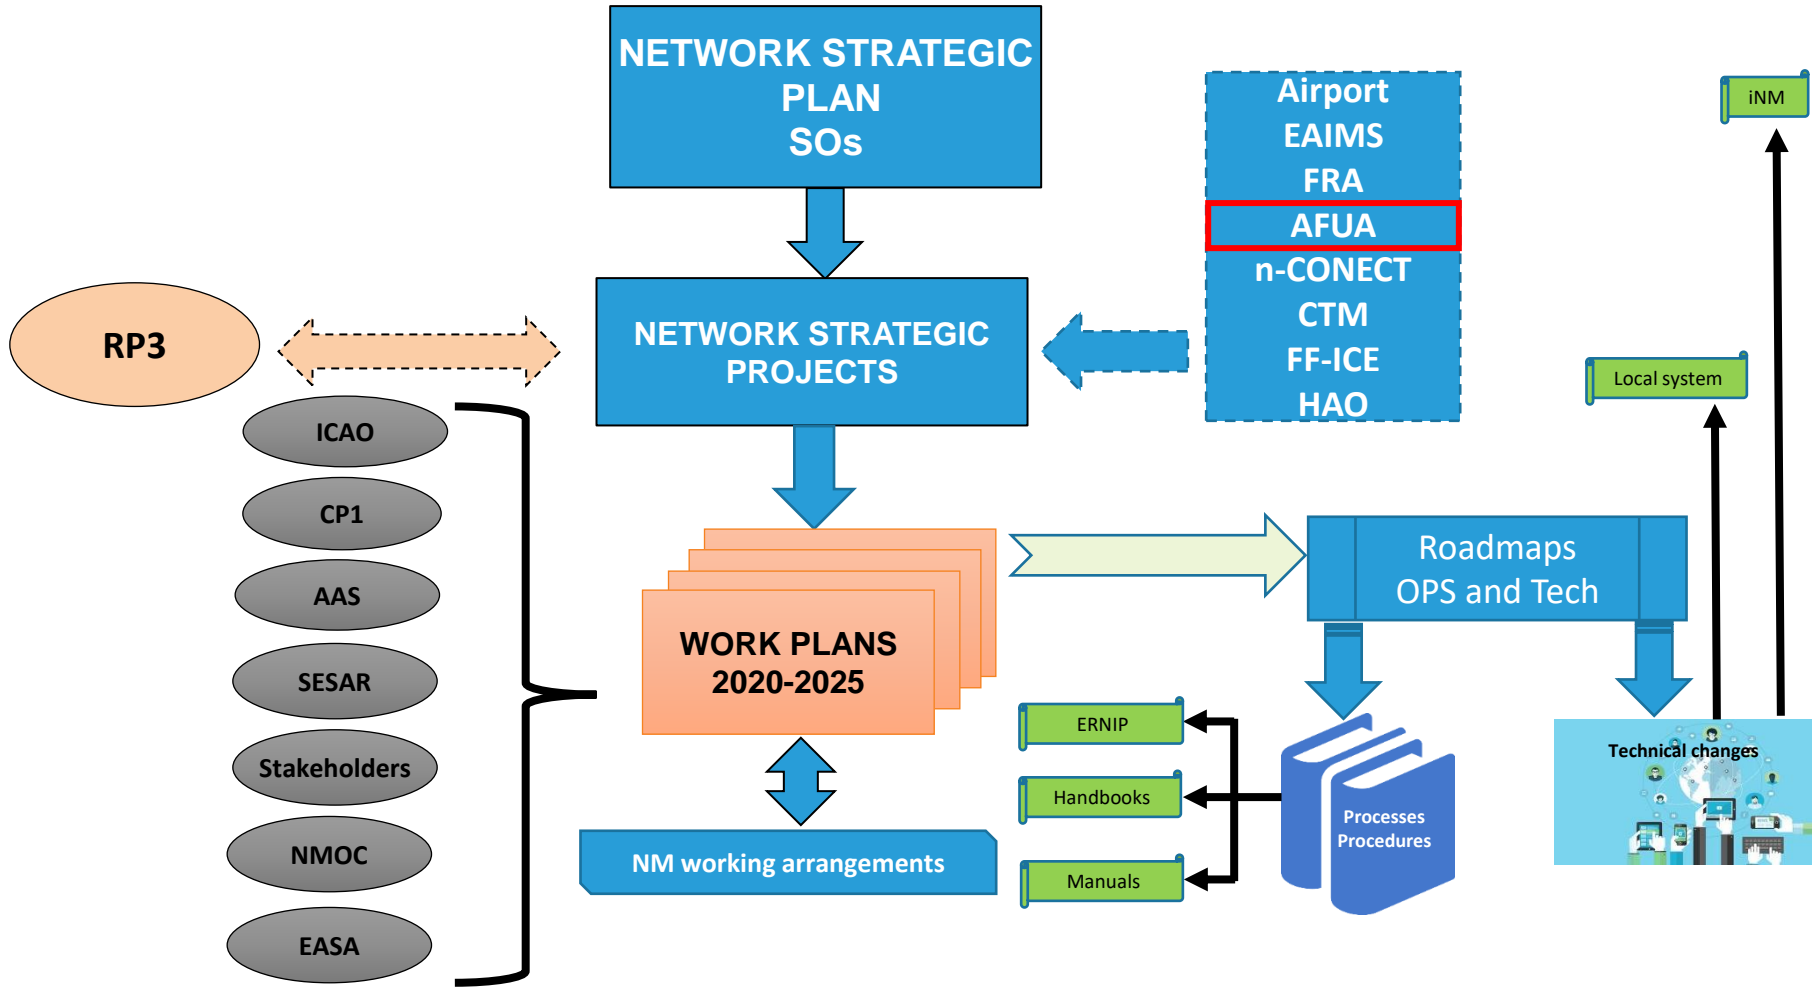 NETWORK STRATEGIC
PLAN
SOs
Airport
EAIMS
FRA
AFUA
n-CONECT
CTM
FF-ICE
HAO
iNM
RP3
NETWORK STRATEGIC
PROJECTS
Local system
ICAO
CP1
AAS
SESAR
Stakeholders
NMOC
EASA
WORK PLANS
2020-2025
Roadmaps
OPS and Tech
NM working arrangements
ERNIP
Handbooks
Manuals
Processes
Procedures
Technical changes